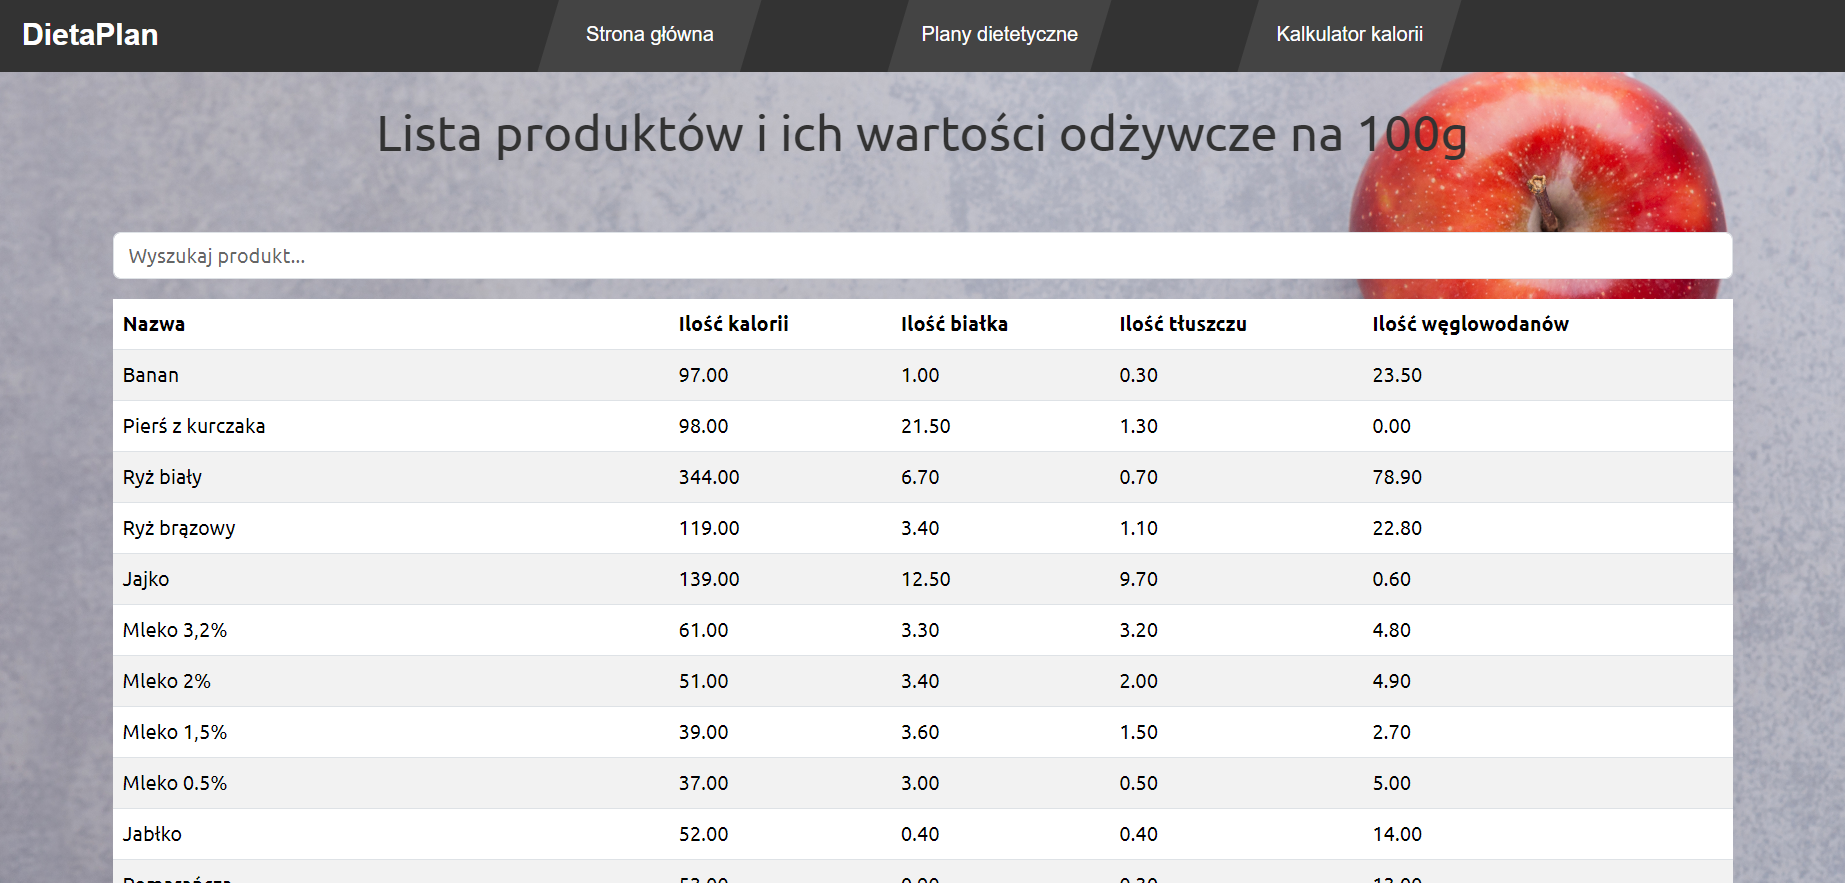 DietaPlan
Strona główna
Plany dietetyczne
Kalkulator kalorii
Lista produktów i ich wartości odżywcze na 100g
Wyszukaj produkt...
Nazwa Ilość kalorii Ilość białka Ilość tłuszczu Ilość węglowodanów
Banan 97.00 1.00 0.30 23.50
Pierś z kurczaka 98.00 21.50 1.30 0.00
Ryż biały 344.00 6.70 0.70 78.90
Ryż brązowy 119.00 3.40 1.10 22.80
Jajko 139.00 12.50 9.70 0.60
Mleko 3,2% 61.00 3.30 3.20 4.80
Mleko 2% 51.00 3.40 2.00 4.90
Mleko 1,5% 39.00 3.60 1.50 2.70
Mleko 0.5% 37.00 3.00 0.50 5.00
Jabłko 52.00 0.40 0.40 14.00